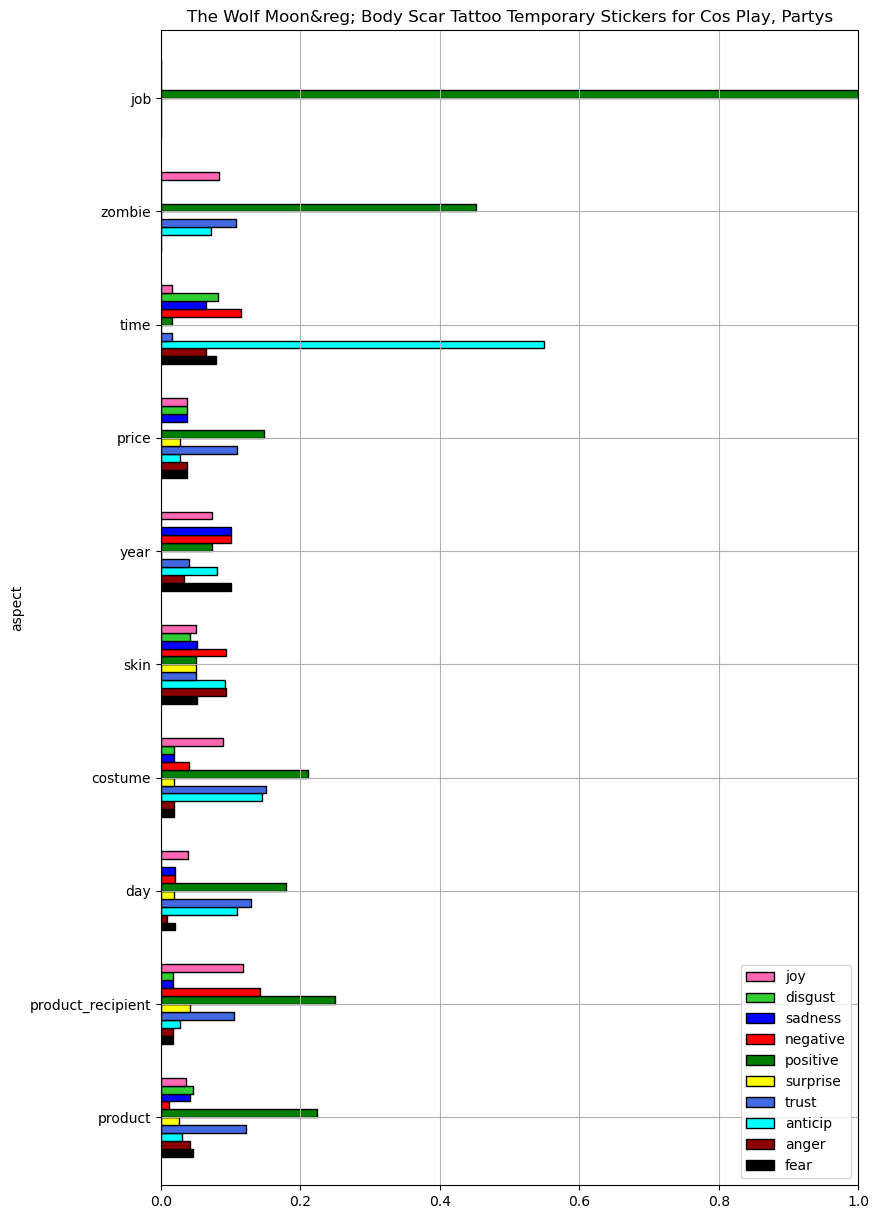 The Wolf Moon&reg; Body Scar Tattoo Temporary Stickers for Cos Play, Partys
aspect
job
zombie
time
price
year
skin
costume
day
product_recipient
product
joy
disgust
sadness
negative
positive
surprise
trust
anticip
anger
fear
0.0 0.2 0.4 0.6 0.8 1.0